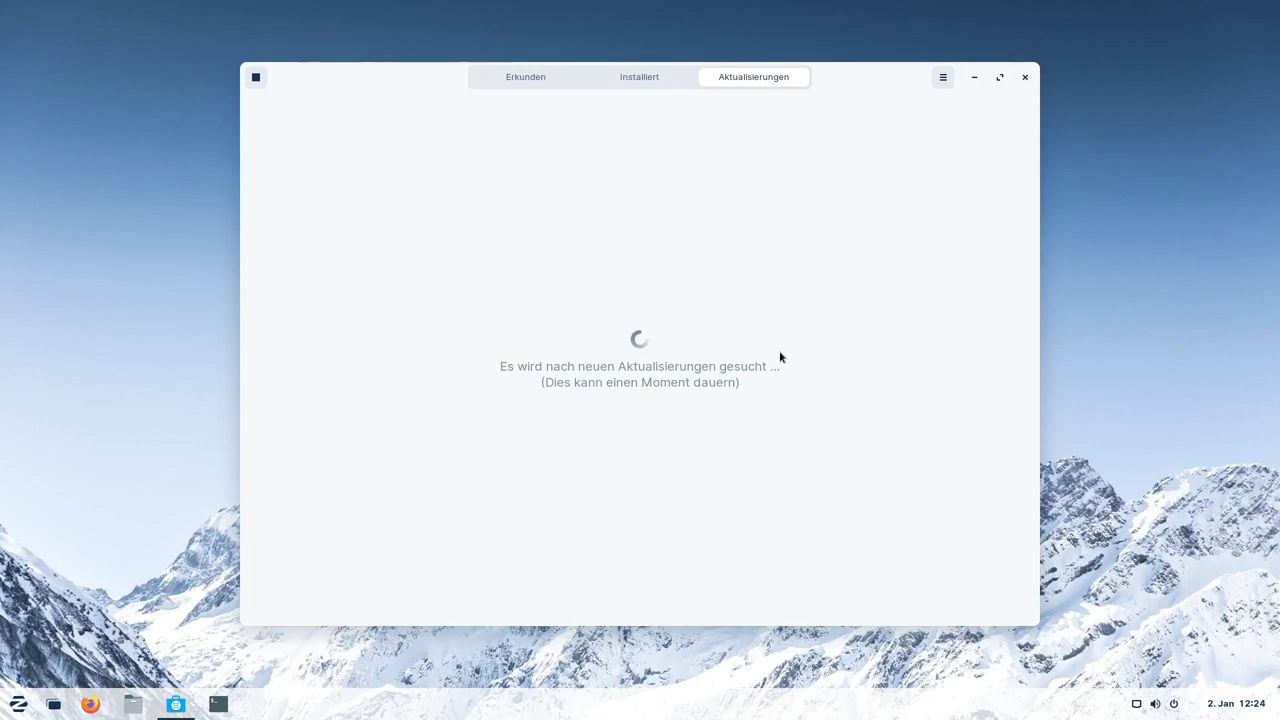 Erkunden Installiert Aktualisierungen
Es wird nach neuen Aktualisierungen gesucht ...
(Dies kann einen Moment dauern)
2. Jan 12:24